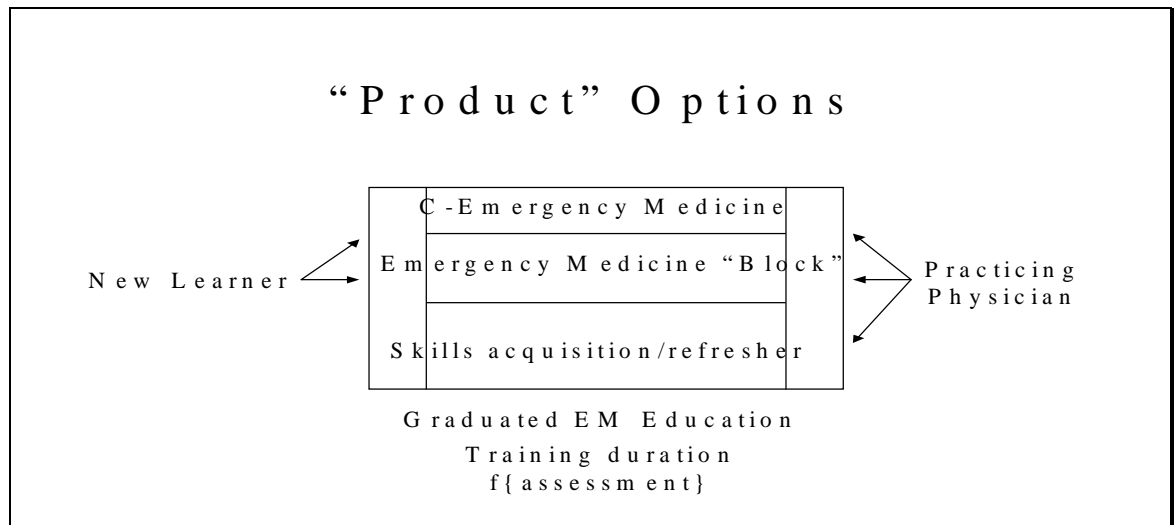 “Product” Options
C-Emergency Medicine
New Learner
Emergency Medicine “Block”
Practicing
Physician
Skills acquisition/refresher
Graduated EM Education
Training duration
f{assessment}